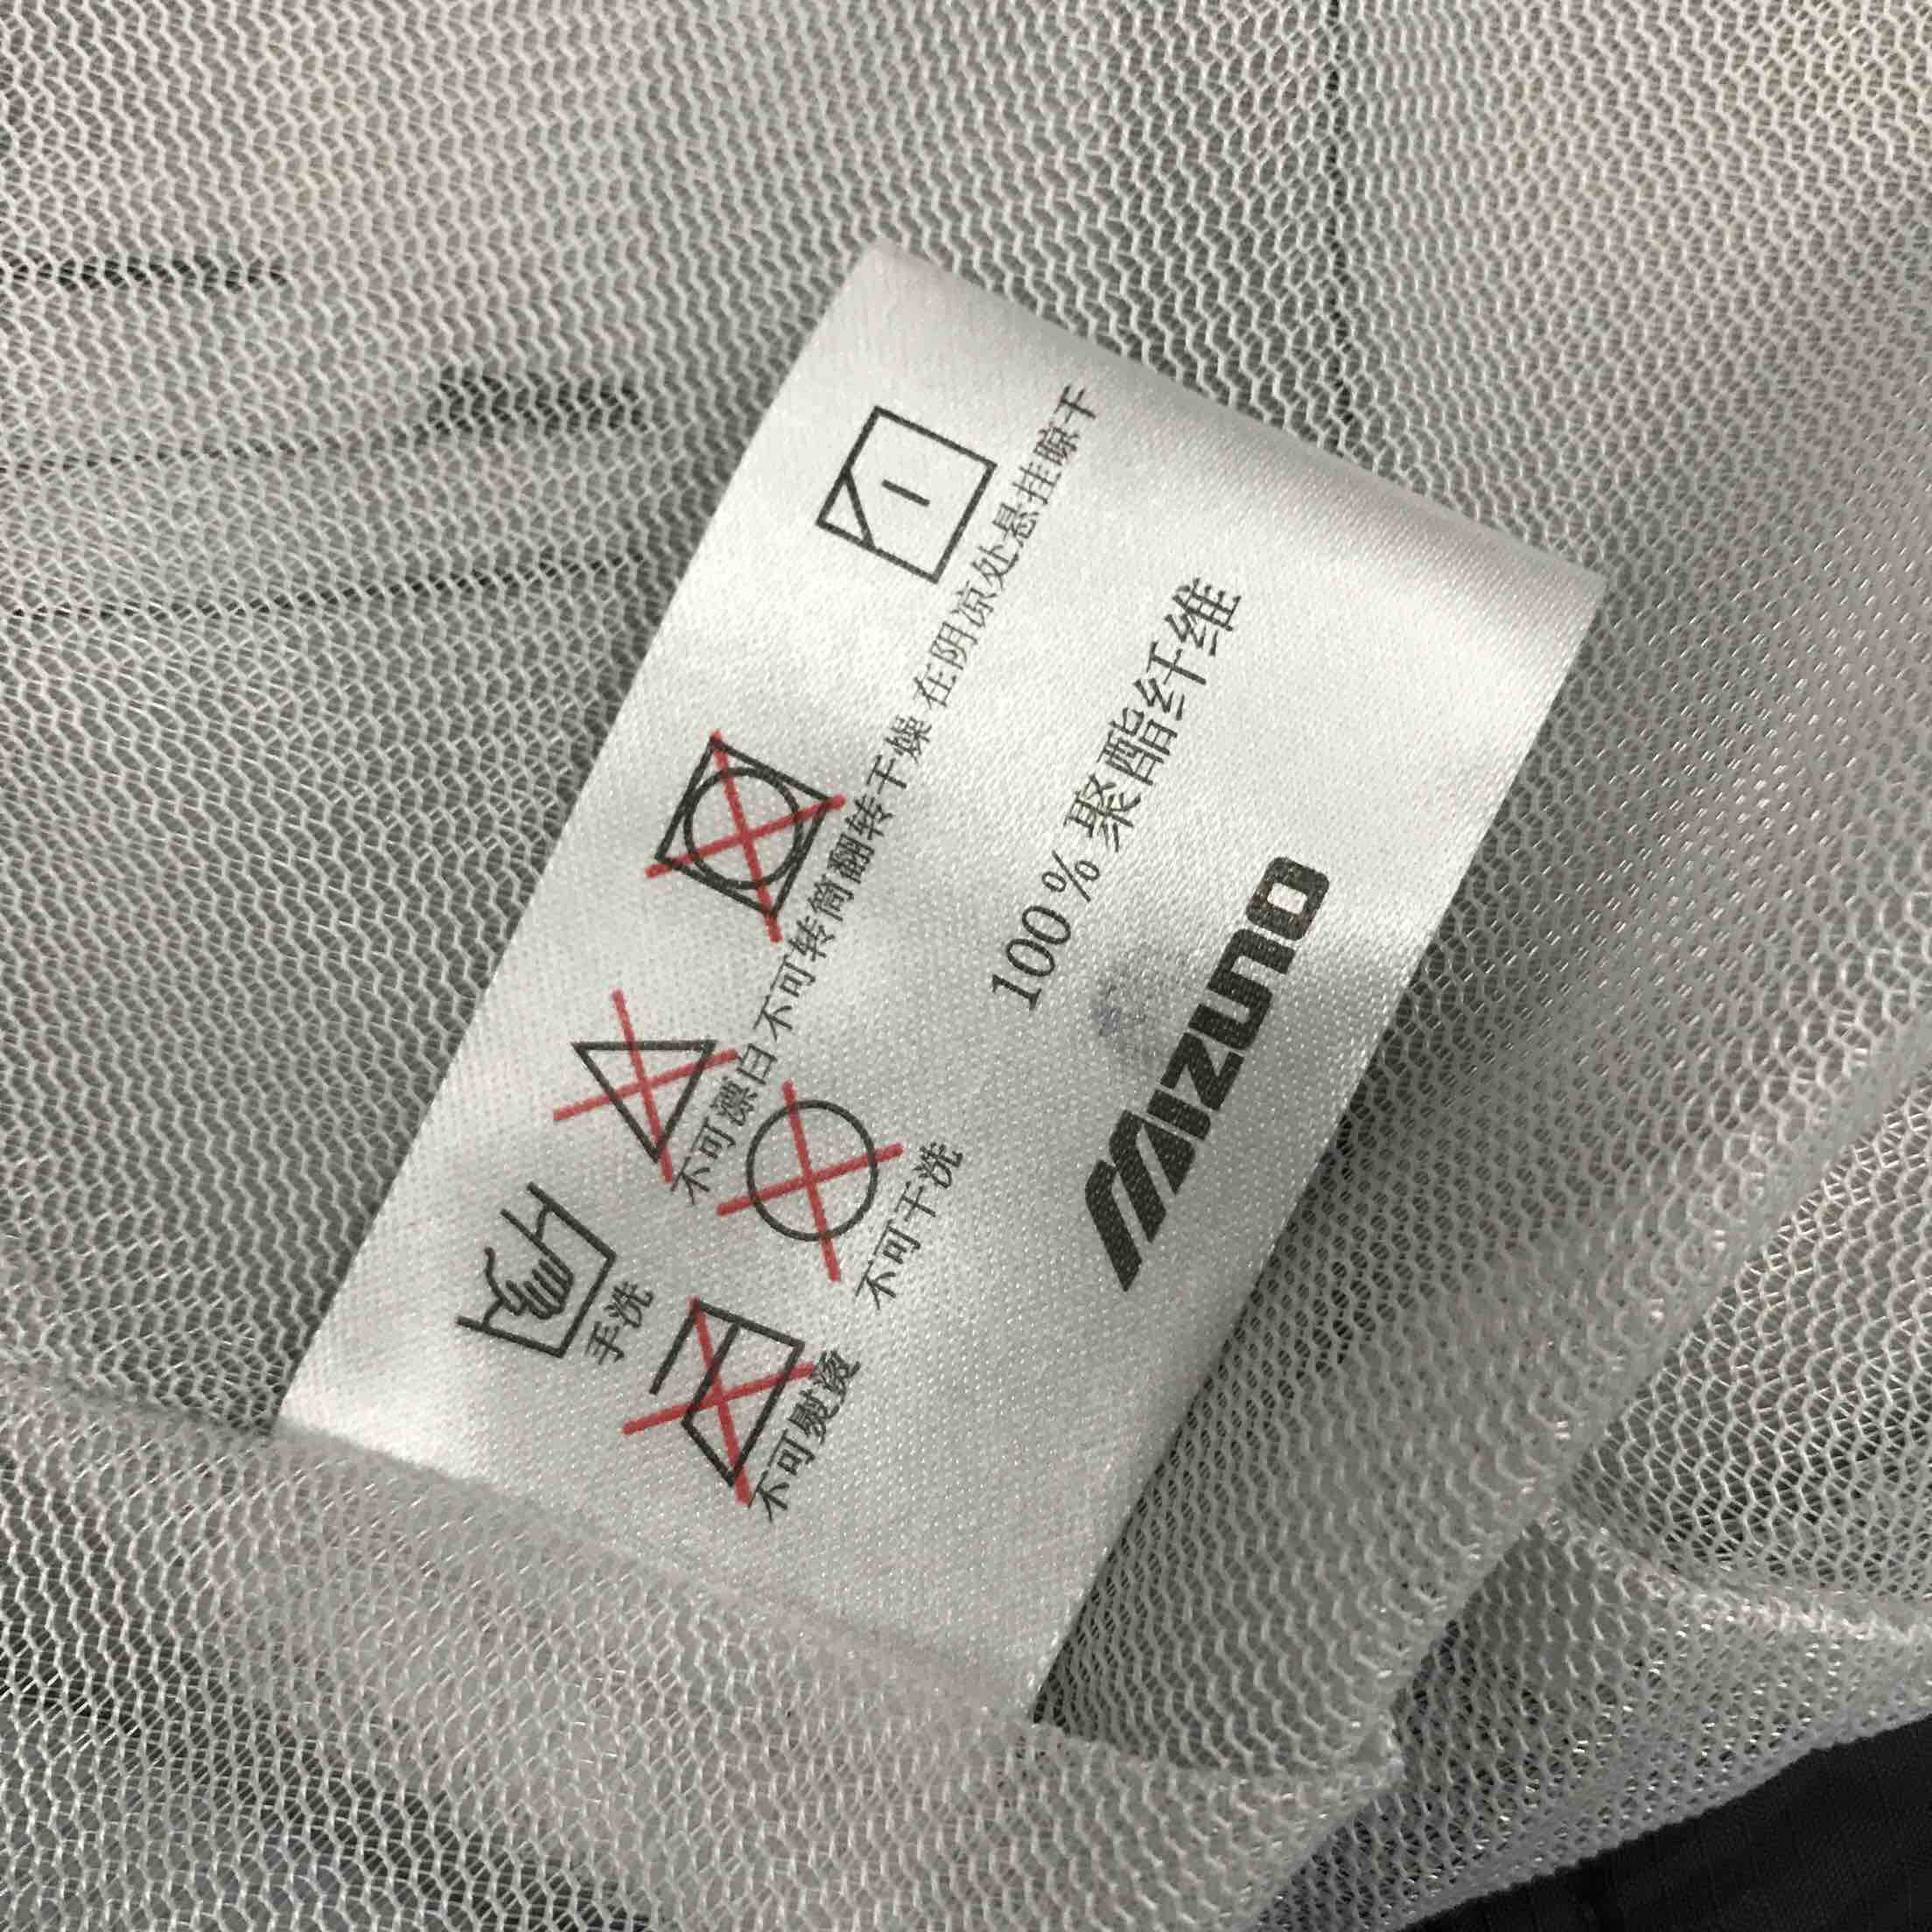 手洗 不可漂白 不可转筒翻转干燥 在阴凉处悬挂晾干
不可熨烫 不可干洗
100% 聚酯纤维
Mizuno